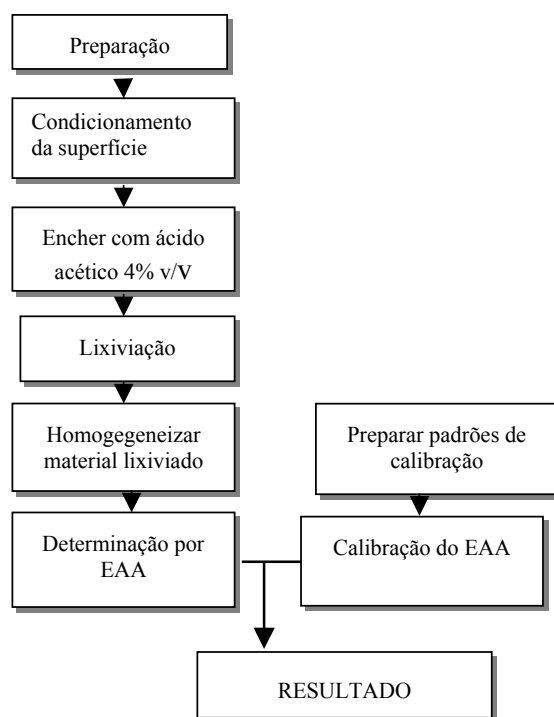 Preparação
Condicionamento
da superfície
Encher com ácido
acético 4% v/v
Lixiviação
Homogegeneizar
material lixiviado
Preparar padrões de
calibração
Determinação por
EAA
Calibração do EAA
RESULTADO